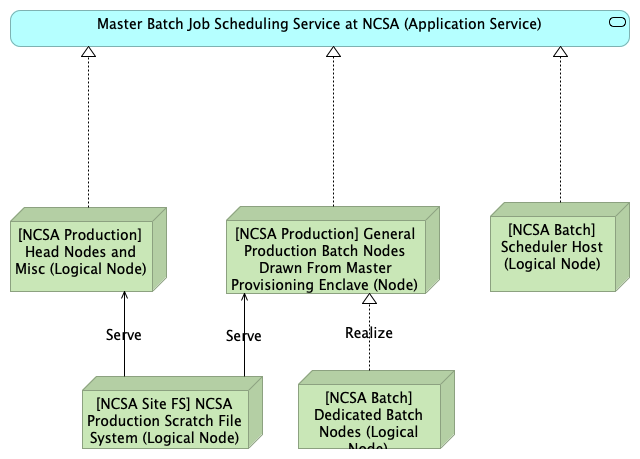 Master Batch Job Scheduling Service at NCSA (Application Service)
[NCSA Production]
Head Nodes and
Misc (Logical Node)
[NCSA Production] General
Production Batch Nodes
Drawn From Master
Provisioning Enclave (Node)
[NCSA Batch]
Scheduler Host
(Logical Node)
Serve
Serve
Realize
[NCSA Site FS] NCSA
Production Scratch File
System (Logical Node)
[NCSA Batch]
Dedicated Batch
Nodes (Logical
Node)